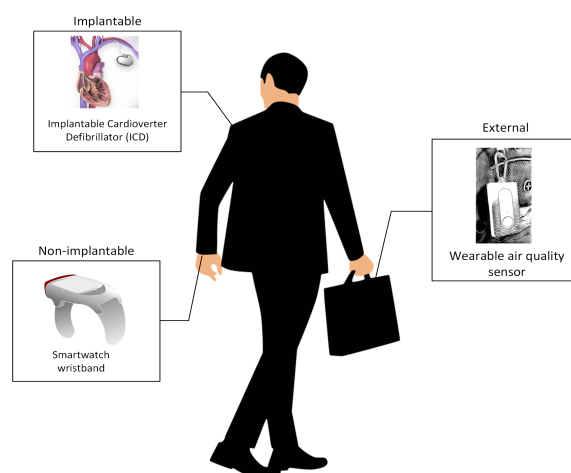 Implantable
Implantable Cardioverter
Defibrillator (ICD)
External
Wearable air quality
sensor
Non-implantable
Smartwatch
wristband